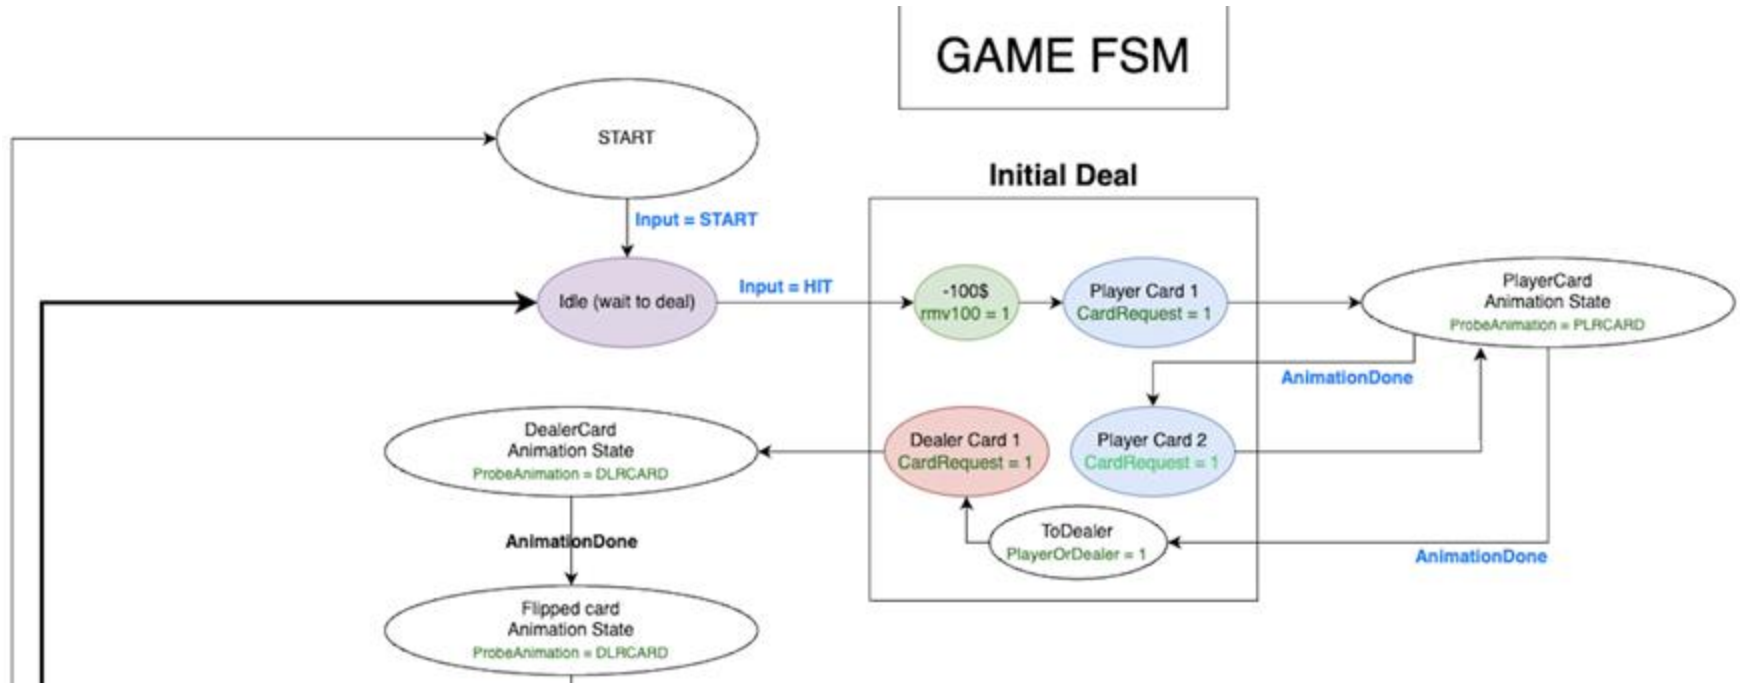 GAME FSM
START
Input = START
Initial Deal
Idle (wait to deal)
Input = HIT
-100$
rmv100 = 1
Player Card 1
CardRequest = 1
PlayerCard
Animation State
ProbeAnimation = PLRCARD
AnimationDone
DealerCard
Animation State
ProbeAnimation = DLRCARD
Dealer Card 1
CardRequest = 1
Player Card 2
CardRequest = 1
ToDealer
PlayerOrDealer = 1
AnimationDone
AnimationDone
Flipped card
Animation State
ProbeAnimation = DLRCARD